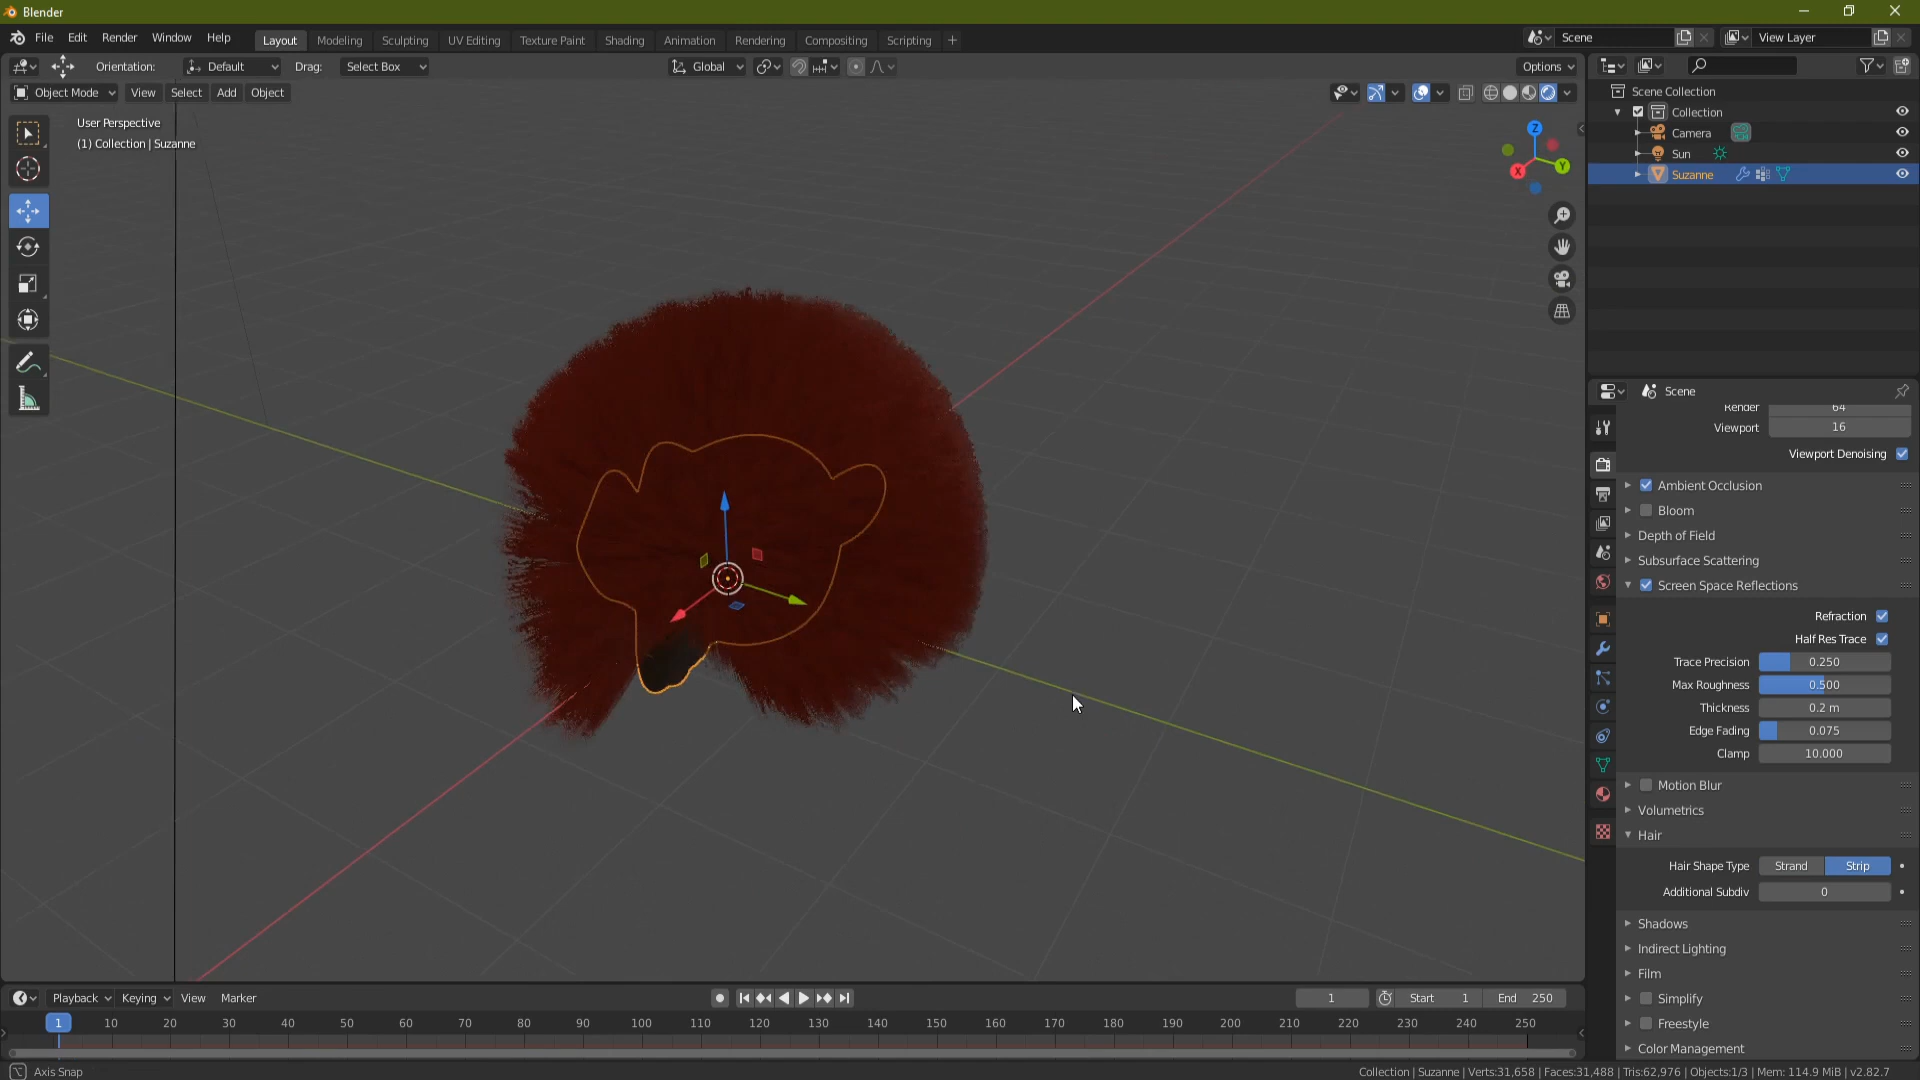 Blender
File Edit Render Window Help
Layout Modeling Sculpting UV Editing Texture Paint Shading Animation Rendering Compositing Scripting +
Scene
View Layer
Orientation: Default Drag: Select Box
Global
Options
Object Mode View Select Add Object
User Perspective
(1) Collection | Suzanne
Z
Y
X
Scene Collection
Collection
Camera
Sun
Suzanne
Scene
Render 64
Viewport 16
Viewport Denoising
Ambient Occlusion
Bloom
Depth of Field
Subsurface Scattering
Screen Space Reflections
Refraction
Half Res Trace
Trace Precision 0.250
Max Roughness 0.500
Thickness 0.2 m
Edge Fading 0.075
Clamp 10.000
Motion Blur
Volumetrics
Hair
Hair Shape Type Strand Strip
Additional Subdiv 0
Shadows
Indirect Lighting
Film
Simplify
Freestyle
Color Management
Playback Keying View Marker
1 Start 1 End 250
1 10 20 30 40 50 60 70 80 90 100 110 120 130 140 150 160 170 180 190 200 210 220 230 240 250
Axis Snap
Collection | Suzanne | Verts:31,658 | Faces:31,488 | Tris:62,976 | Objects:1/3 | Mem: 114.9 MiB | v2.82.7